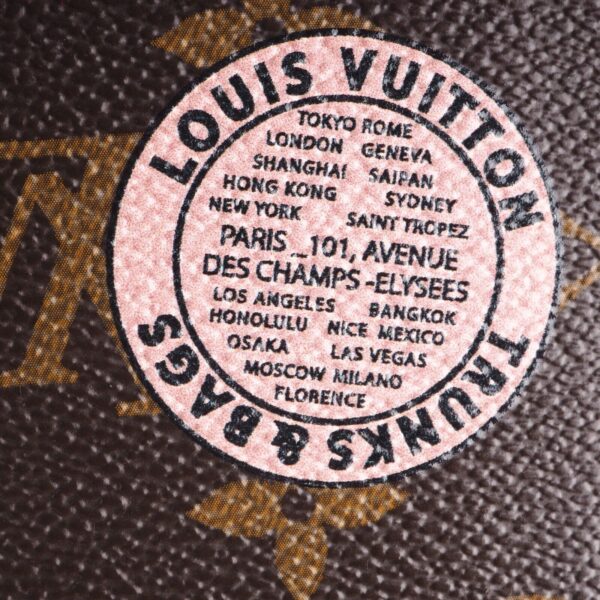 LOUIS VUITTON
TOKYO ROME
LONDON GENEVA
SHANGHAI SAIPAN
HONG KONG SYDNEY
NEW YORK SAINT TROPEZ
PARIS _101, AVENUE
DES CHAMPS-ELYSEES
LOS ANGELES BANGKOK
HONOLULU NICE MEXICO
OSAKA LAS VEGAS
MOSCOW MILANO
FLORENCE
TRUNKS & BAGS